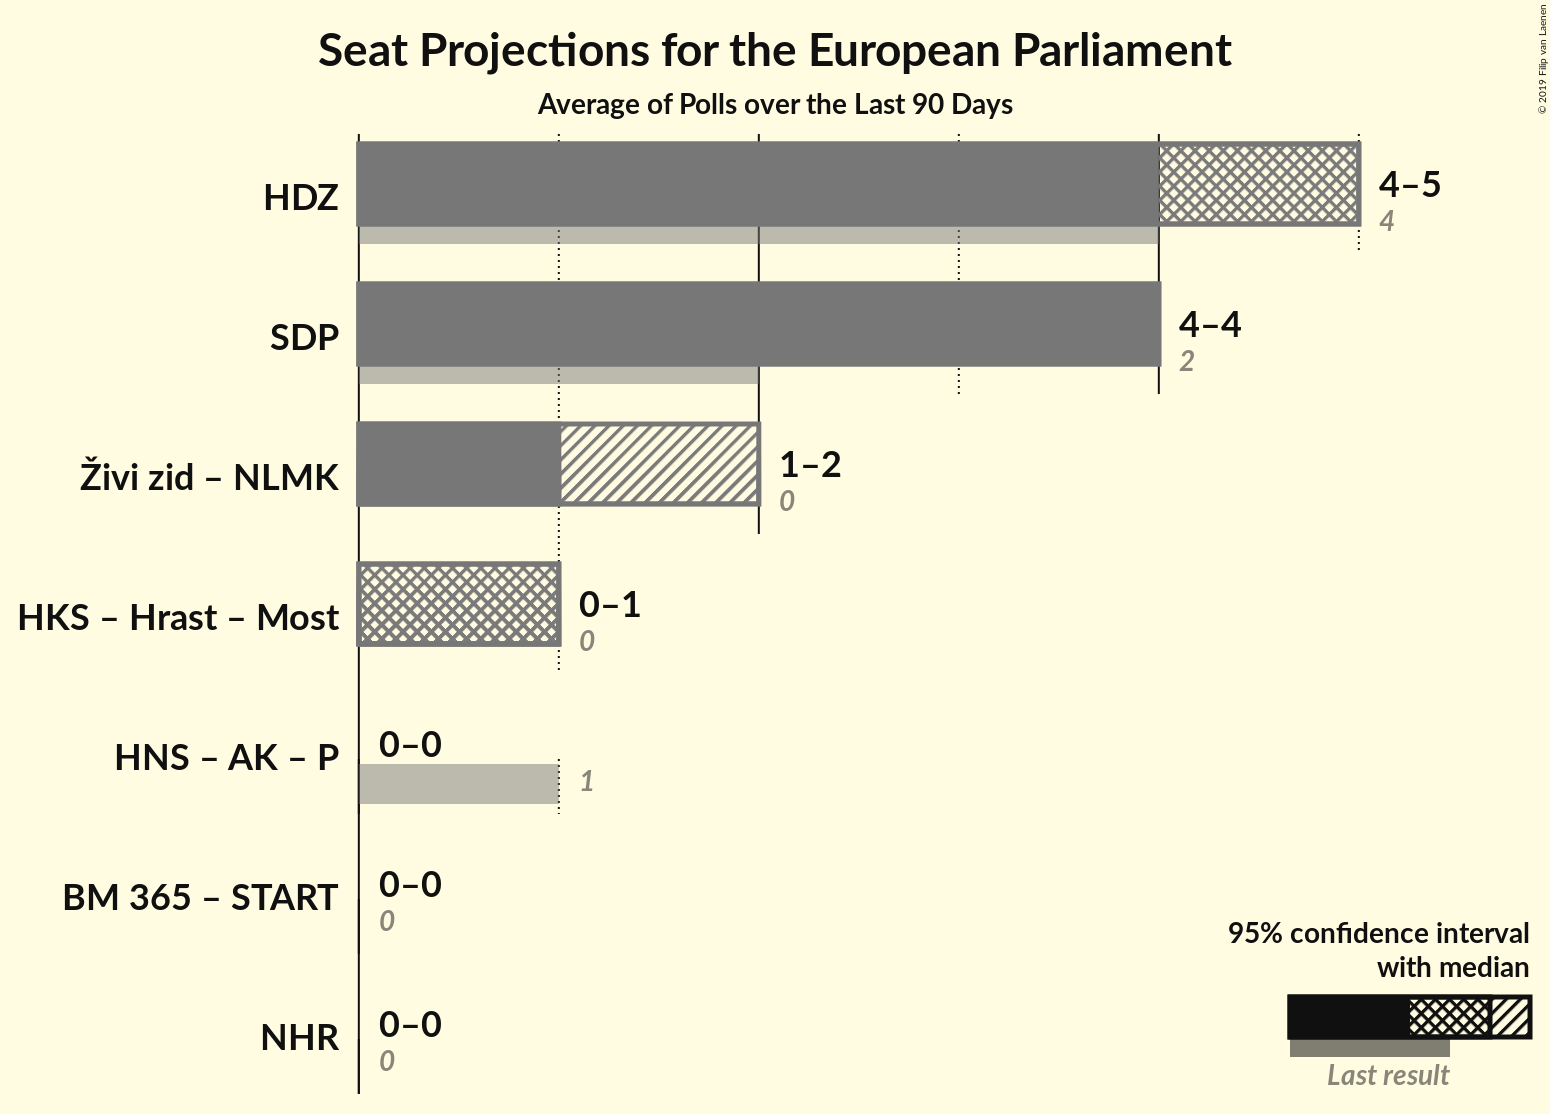 Seat Projections for the European Parliament
Average of Polls over the Last 90 Days
© 2019 Filip van Laenen
HDZ
4–5
4
SDP
4–4
2
Živi zid – NLMK
1–2
0
HKS – Hrast – Most
0–1
0
HNS – AK – P
0–0
1
BM 365 – START
0–0
0
NHR
0–0
0
95% confidence interval
with median
Last result